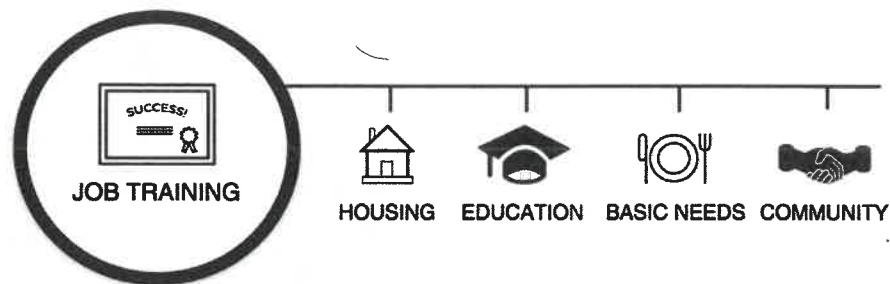 SUCCESS!
JOB TRAINING
HOUSING EDUCATION BASIC NEEDS COMMUNITY